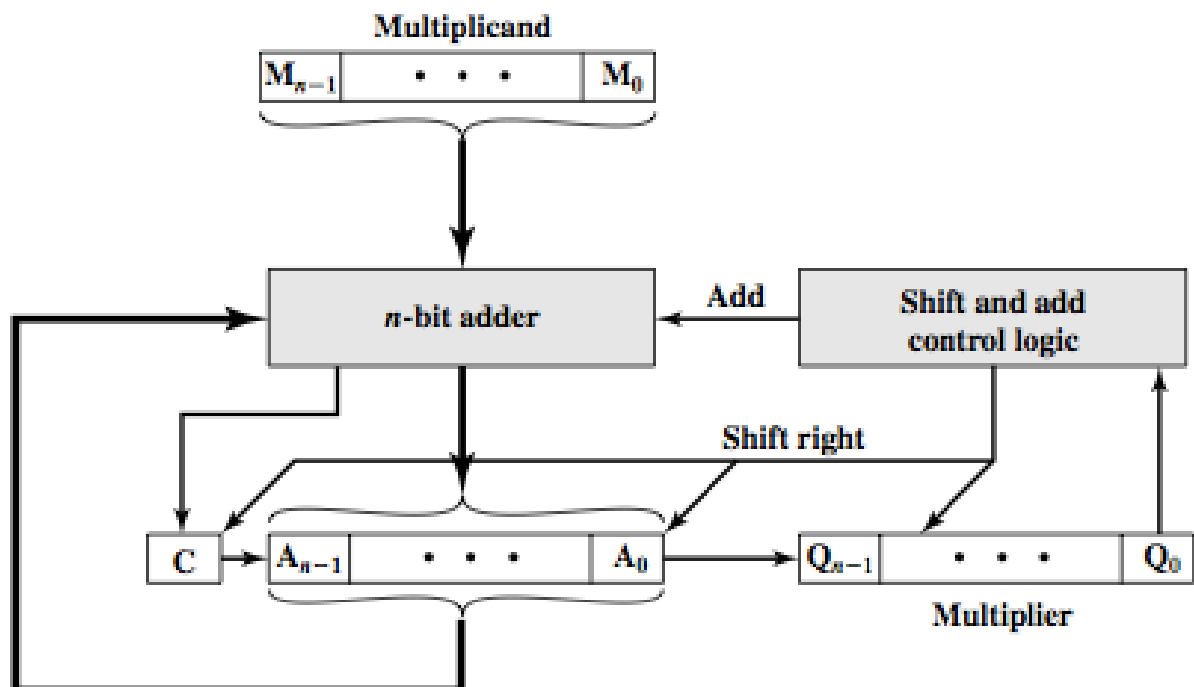 Multiplicand
Mn−1 • • • M0
n-bit adder
Add
Shift and add
control logic
Shift right
C
An−1 • • • A0
Qn−1 • • • Q0
Multiplier